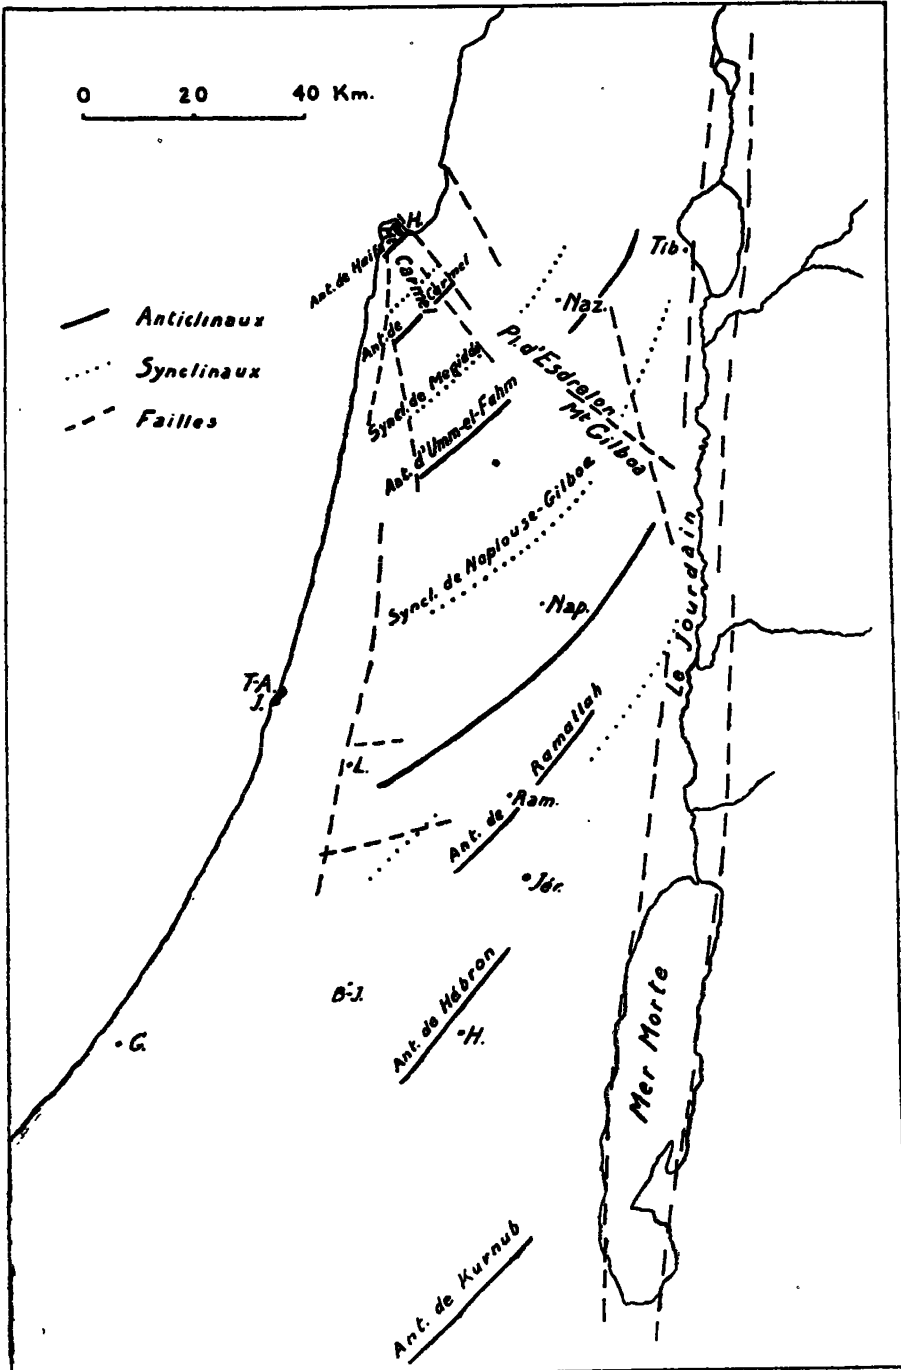 0 20 40 Km.
H.
Tib.
Ant. de Haifa
Carmel
L.
Ant. de Carmel
Naz.
Anticlinaux
Synclinaux
Failles
Pl. d'Esdrelon
Mt Gilboa
Syncl. de Megiddo
Ant. d'Umm-el-Fahm
Syncl. de Naplouse-Gilboa
Nap.
Le Jourdain
T-A.
J.
L.
Ramallah
Ram.
Ant. de
Jér.
Ant. de Hébron
B-J.
H.
G.
Mer Morte
Ant. de Kurnub